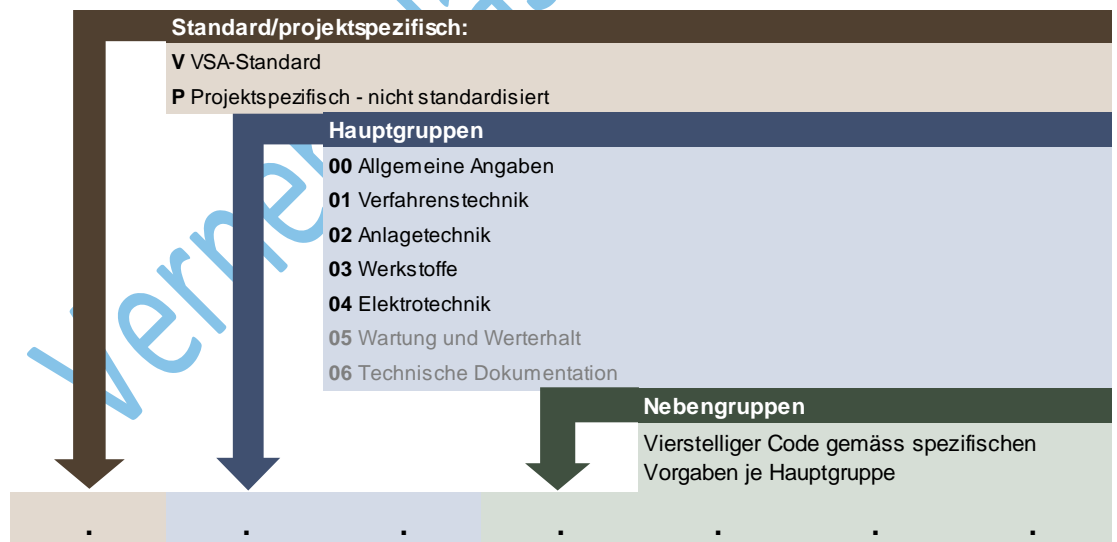 Standard/projektspezifisch:
V VSA-Standard
P Projektspezifisch - nicht standardisiert
Hauptgruppen
00 Allgemeine Angaben
01 Verfahrenstechnik
02 Anlagetechnik
03 Werkstoffe
04 Elektrotechnik
05 Wartung und Werterhalt
06 Technische Dokumentation
Nebengruppen
Vierstelliger Code gemäss spezifischen
Vorgaben je Hauptgruppe
. . . . . . .